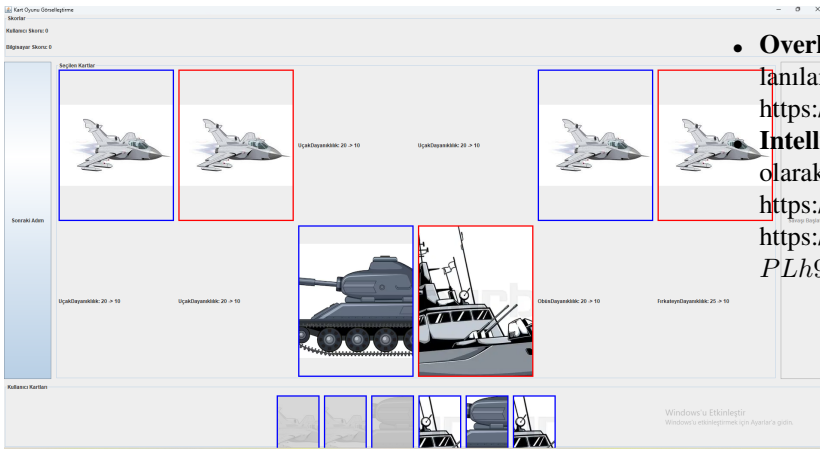 Kart Oyunu Görselleştirme
Skorlar
Kullanıcı Skoru: 0
Bilgisayar Skoru: 0
Seçilen Kartlar
UçakDayanıklılık: 20 -> 10
UçakDayanıklılık: 20 -> 10
Sonraki Adım
UçakDayanıklılık: 20 -> 10
UçakDayanıklılık: 20 -> 10
ObüsDayanıklılık: 20 -> 10
FırkateynDayanıklılık: 25 -> 10
Kullanıcı Kartları
Windows'u Etkinleştir
Windows'u etkinleştirmek için Ayarlar'a gidin.
• Overl
lanılar
https:/
Intell
olarak
https:/
https:/
PLh9